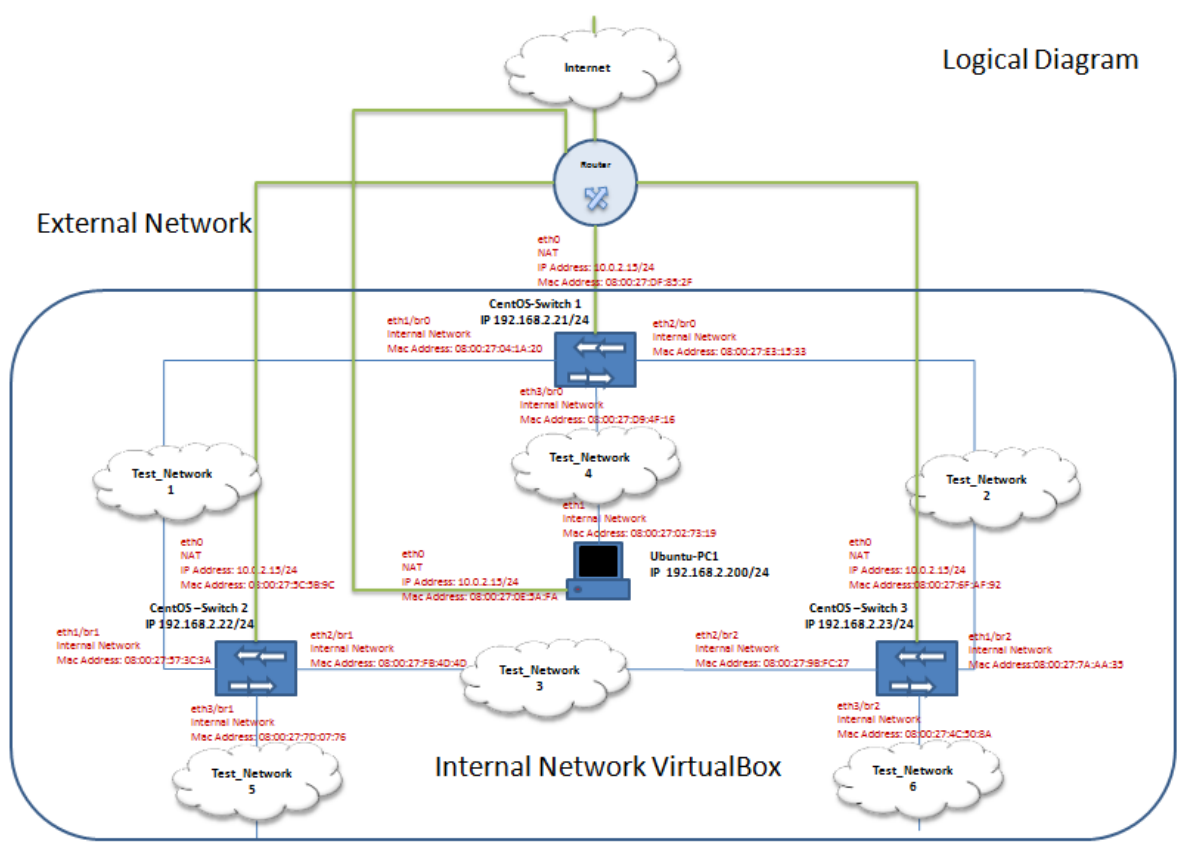 Logical Diagram
Internet
Router
External Network
eth0
NAT
IP Address: 10.0.2.15/24
Mac Address: 08:00:27:DF:85:2F
CentOS-Switch 1
IP 192.168.2.21/24
eth1/br0
Internal Network
Mac Address: 08:00:27:04:1A:20
eth2/br0
Internal Network
Mac Address: 08:00:27:E3:15:33
eth3/br0
Internal Network
Mac Address: 08:00:27:D9:4F:16
Test_Network
1
Test_Network
4
Test_Network
2
eth1
Internal Network
Mac Address: 08:00:27:02:73:19
eth0
NAT
IP Address: 10.0.2.15/24
Mac Address: 08:00:27:5C:5B:9C
eth0
NAT
IP Address: 10.0.2.15/24
Mac Address: 08:00:27:0E:5A:FA
Ubuntu-PC1
IP 192.168.2.200/24
eth0
NAT
IP Address: 10.0.2.15/24
Mac Address: 08:00:27:6F:AF:92
CentOS –Switch 2
IP 192.168.2.22/24
CentOS –Switch 3
IP 192.168.2.23/24
eth1/br1
Internal Network
Mac Address: 08:00:27:57:3C:3A
eth2/br1
Internal Network
Mac Address: 08:00:27:FB:4D:4D
Test_Network
3
eth2/br2
Internal Network
Mac Address: 08:00:27:9B:FC:27
eth1/br2
Internal Network
Mac Address:08:00:27:7A:AA:35
eth3/br1
Internal Network
Mac Address: 08:00:27:7D:07:76
eth3/br2
Internal Network
Mac Address: 08:00:27:4C:50:8A
Test_Network
5
Internal Network VirtualBox
Test_Network
6